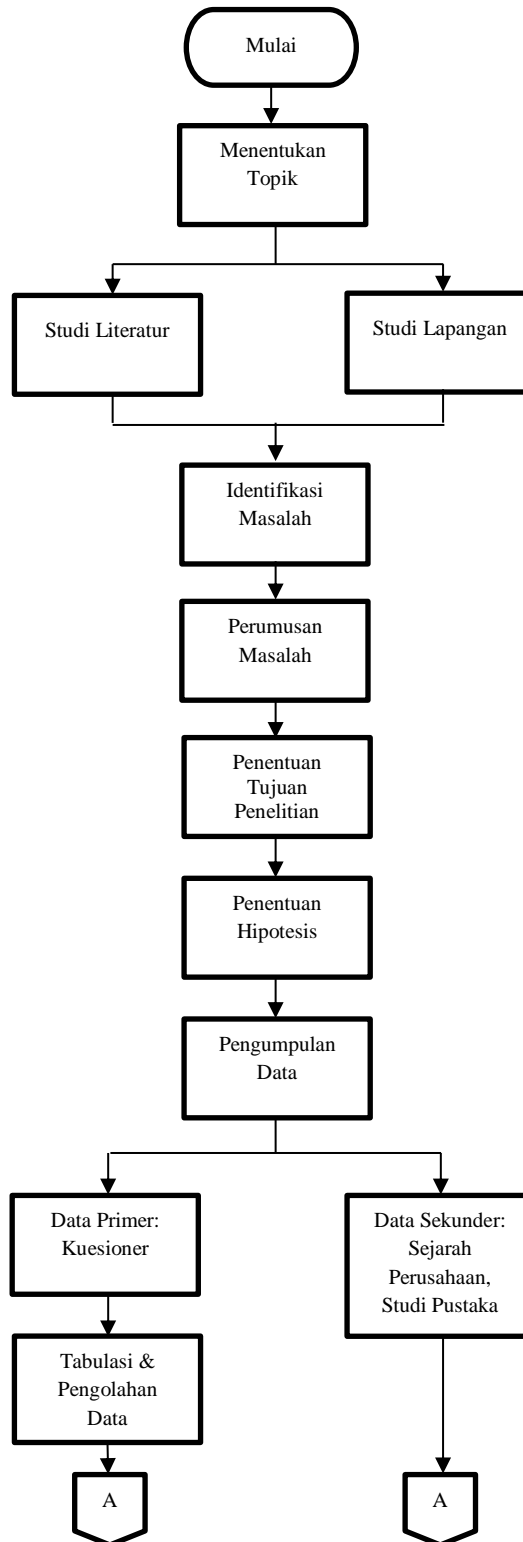 Mulai
Menentukan
Topik
Studi Literatur
Studi Lapangan
Identifikasi
Masalah
Perumusan
Masalah
Penentuan
Tujuan
Penelitian
Penentuan
Hipotesis
Pengumpulan
Data
Data Primer:
Kuesioner
Data Sekunder:
Sejarah
Perusahaan,
Studi Pustaka
Tabulasi &
Pengolahan
Data
A
A